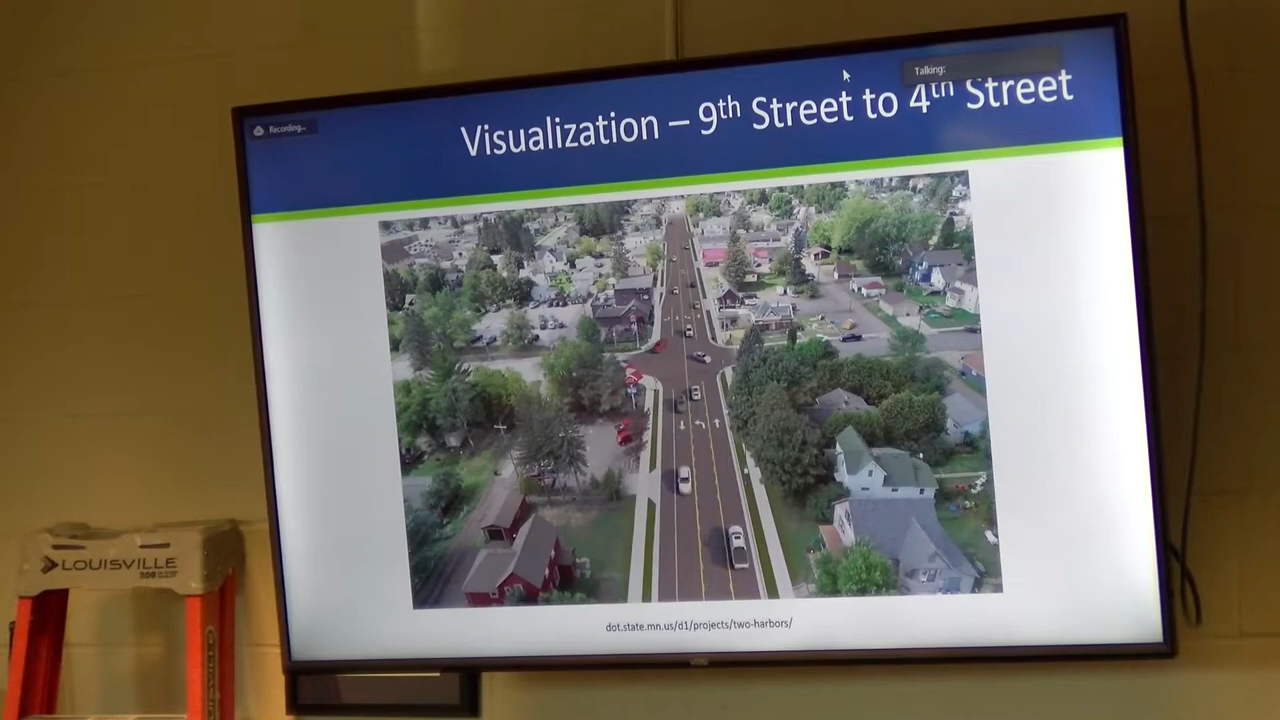 Recording...
Talking:
Visualization – 9th Street to 4th Street
dot.state.mn.us/d1/projects/two-harbors/
LOUISVILLE